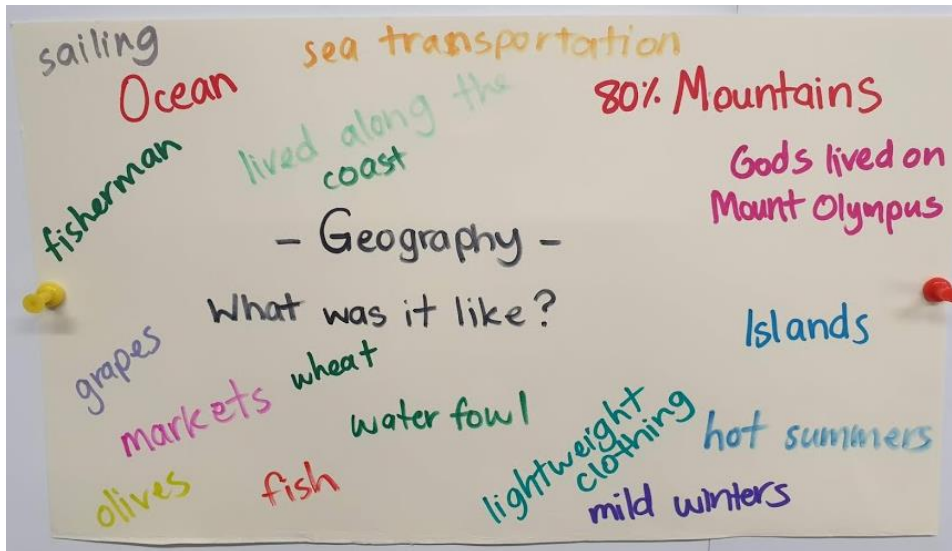 sailing
sea transportation
Ocean
80% Mountains
lived along the
coast
fisherman
Gods lived on
Mount Olympus
- Geography -
What was it like?
Islands
grapes
wheat
markets
water fowl
lightweight
clothing
hot summers
olives
fish
mild winters